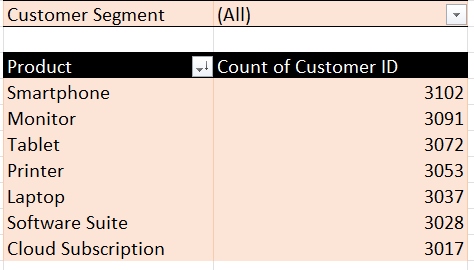 Customer Segment (All)
Product Count of Customer ID
Smartphone 3102
Monitor 3091
Tablet 3072
Printer 3053
Laptop 3037
Software Suite 3028
Cloud Subscription 3017